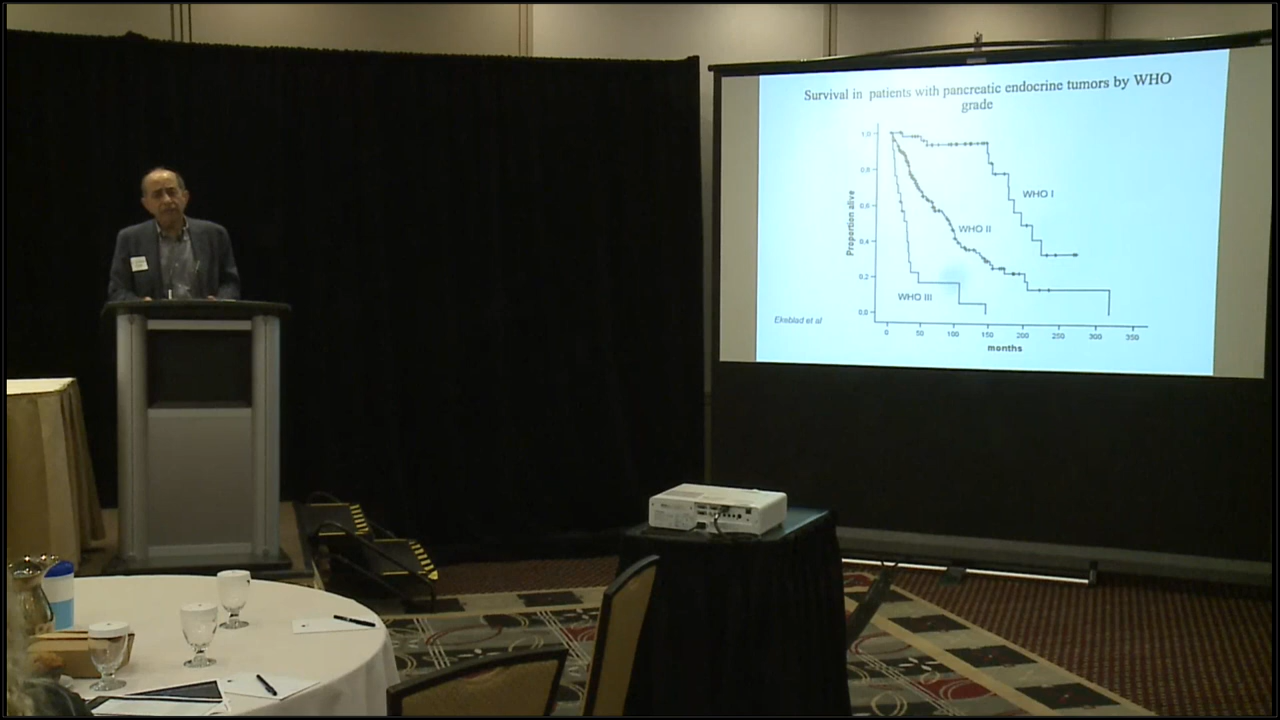 Survival in patients with pancreatic endocrine tumors by WHO
grade
1,0
0,8
0,6
0,4
0,2
0,0
Proportion alive
WHO I
WHO II
WHO III
Ekeblad et al
0
50
100
150
200
250
300
350
months